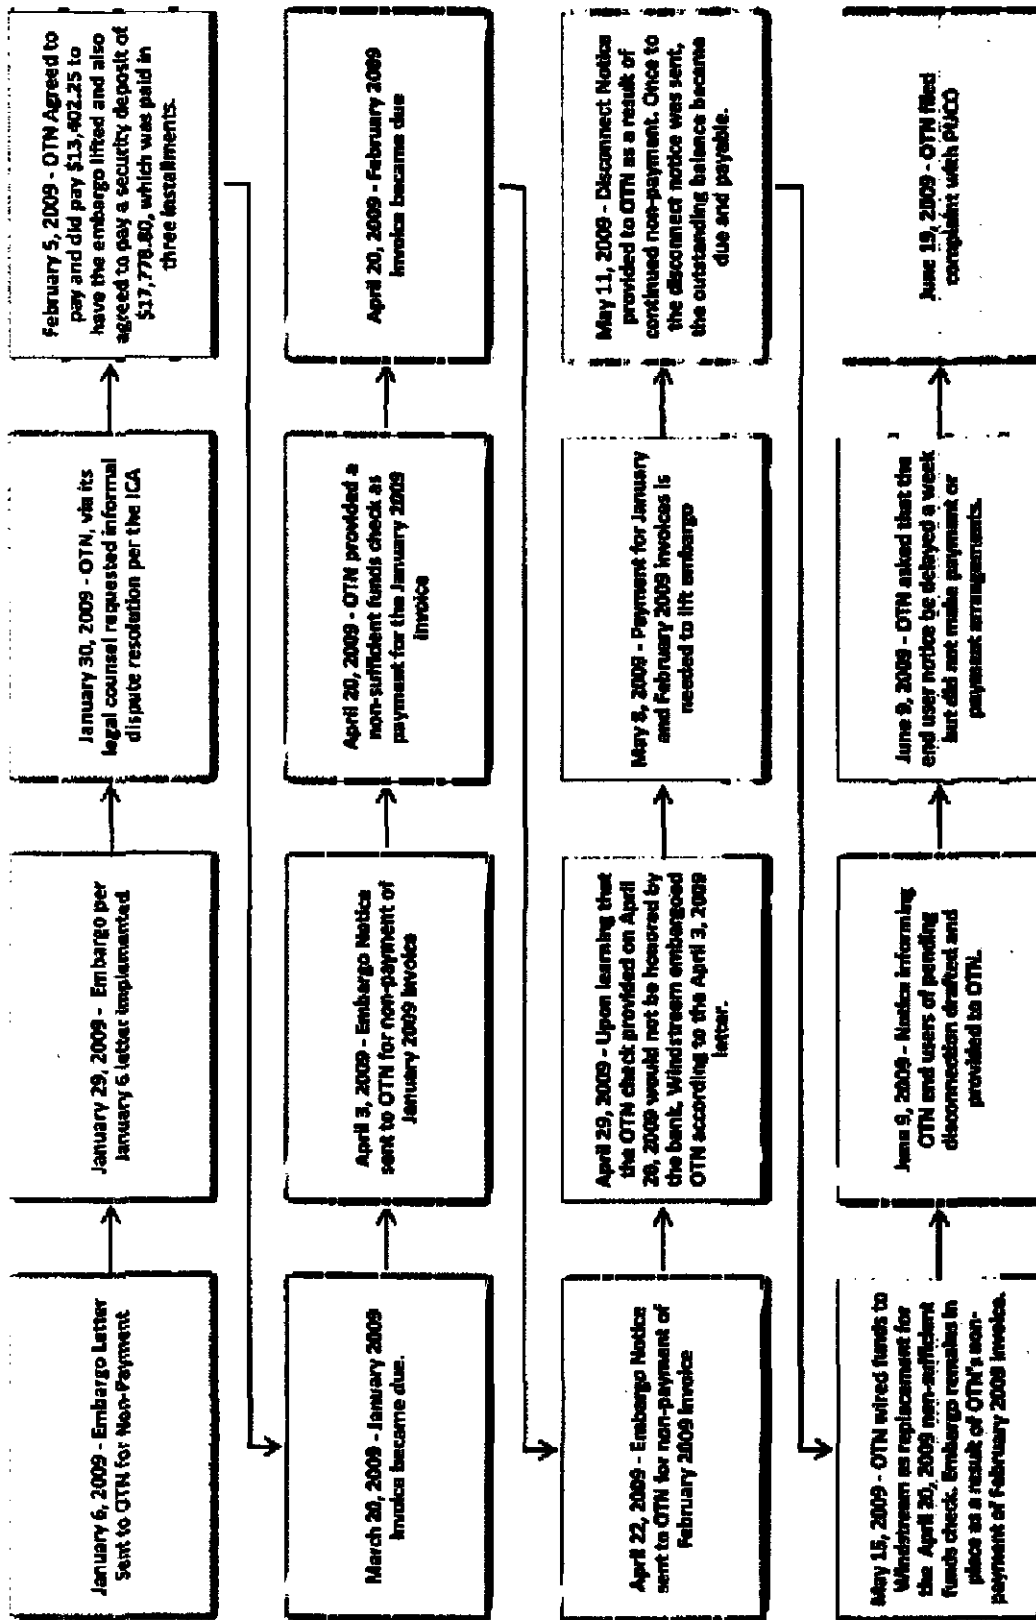 January 6, 2009 - Embargo Letter
Sent to OTN for Non-Payment
January 29, 2009 - Embargo per
January 6 letter implemented
January 30, 2009 - OTN, via its
legal counsel requested informal
dispute resolution per the ICA
February 5, 2009 - OTN Agreed to
pay and did pay $13,402.25 to
have the embargo lifted and also
agreed to pay a security deposit of
$17,778.80, which was paid in
three installments.
March 20, 2009 - January 2009
Invoice became due.
April 3, 2009 - Embargo Notice
sent to OTN for non-payment of
January 2009 Invoice
April 20, 2009 - OTN provided a
non-sufficient funds check as
payment for the January 2009
invoice
April 20, 2009 - February 2009
Invoice became due
April 22, 2009 - Embargo Notice
sent to OTN for non-payment of
February 2009 Invoice
April 29, 2009 - Upon learning that
the OTN check provided on April
20, 2009 would not be honored by
the bank, Windstream embargoed
OTN according to the April 3, 2009
letter.
May 8, 2009 - Payment for January
and February 2009 invoices is
needed to lift embargo
May 11, 2009 - Disconnect Notice
provided to OTN as a result of
continued non-payment. Once to
the disconnect notice was sent,
the outstanding balance became
due and payable.
May 15, 2009 - OTN wired funds to
Windstream as replacement for
the April 20, 2009 non-sufficient
funds check. Embargo remains in
place as a result of OTN's non-
payment of February 2009 invoice.
June 9, 2009 - Notice informing
OTN end users of pending
disconnection drafted and
provided to OTN.
June 9, 2009 - OTN asked that the
end user notice be delayed a week
but did not make payment or
payment arrangements.
June 19, 2009 - OTN filed
complaint with PUCO